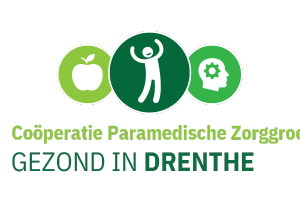 Coöperatie Paramedische Zorggroe
GEZOND IN DRENTHE